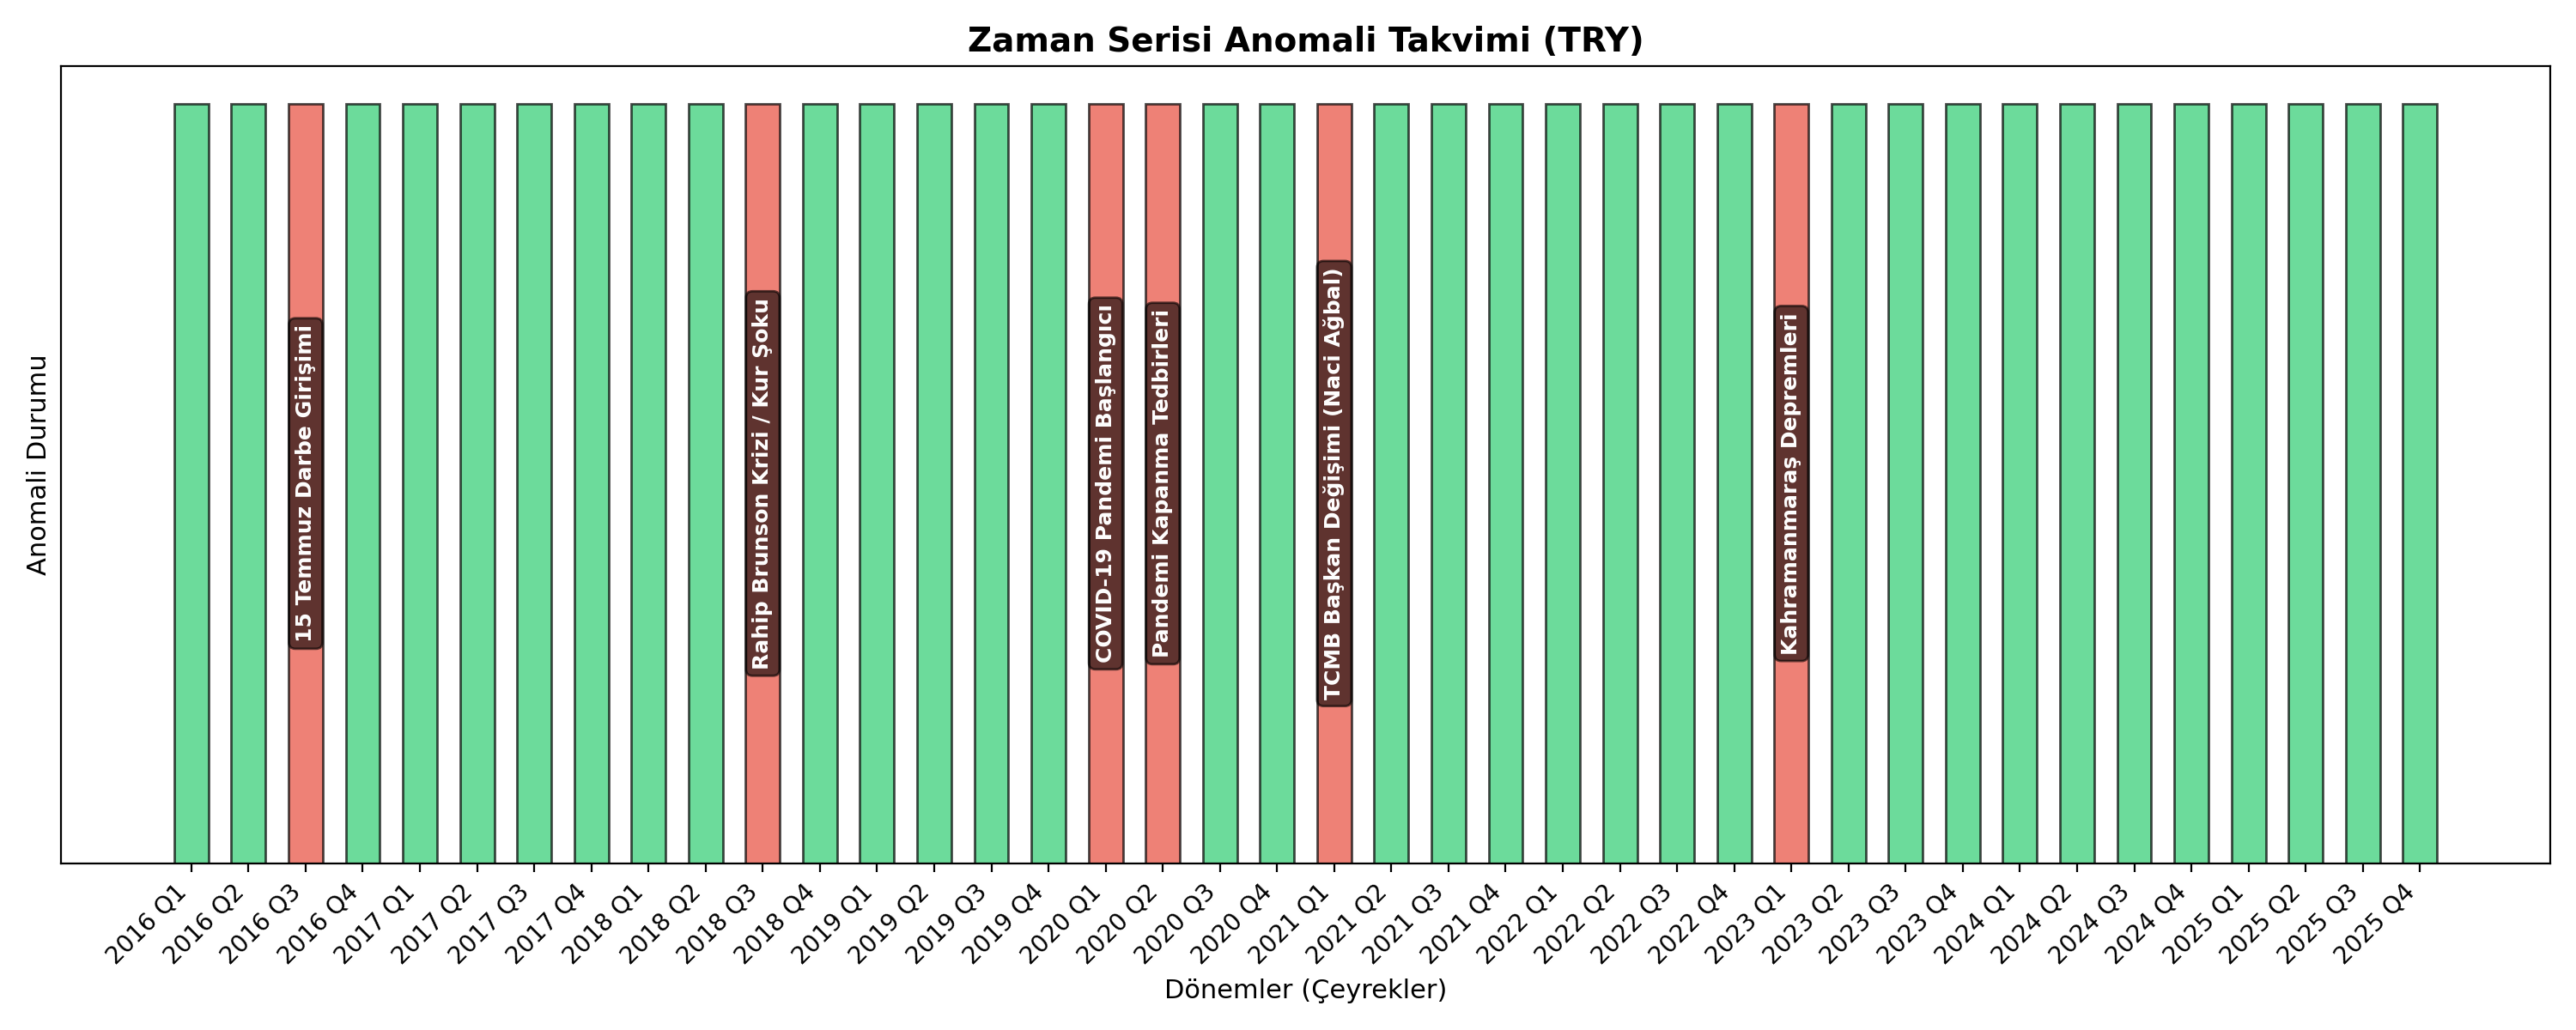 Zaman Serisi Anomali Takvimi (TRY)
Anomali Durumu
15 Temmuz Darbe Girişimi
Rahip Brunson Krizi / Kur Şoku
COVID-19 Pandemi Başlangıcı
Pandemi Kapanma Tedbirleri
TCMB Başkan Değişimi (Naci Ağbal)
Kahramanmaraş Depremleri
2016 Q1
2016 Q2
2016 Q3
2016 Q4
2017 Q1
2017 Q2
2017 Q3
2017 Q4
2018 Q1
2018 Q2
2018 Q3
2018 Q4
2019 Q1
2019 Q2
2019 Q3
2019 Q4
2020 Q1
2020 Q2
2020 Q3
2020 Q4
2021 Q1
2021 Q2
2021 Q3
2021 Q4
2022 Q1
2022 Q2
2022 Q3
2022 Q4
2023 Q1
2023 Q2
2023 Q3
2023 Q4
2024 Q1
2024 Q2
2024 Q3
2024 Q4
2025 Q1
2025 Q2
2025 Q3
2025 Q4
Dönemler (Çeyrekler)